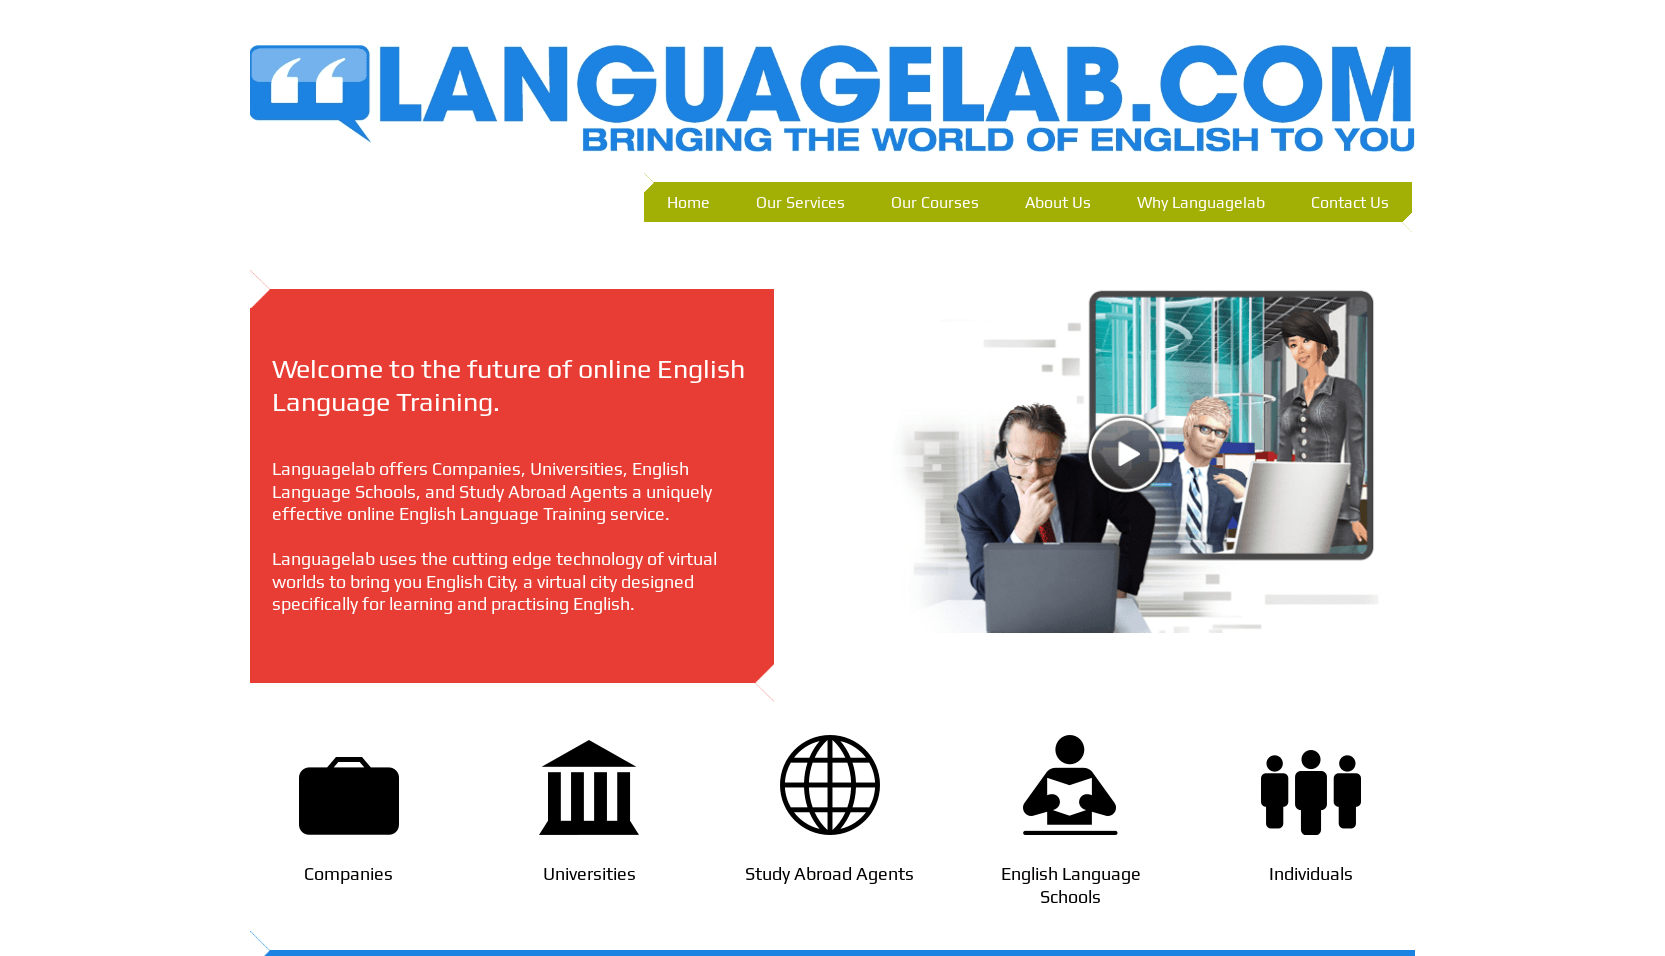 LANGUAGELAB.COM
BRINGING THE WORLD OF ENGLISH TO YOU
Home Our Services Our Courses About Us Why Languagelab Contact Us
Welcome to the future of online English
Language Training.
Languagelab offers Companies, Universities, English
Language Schools, and Study Abroad Agents a uniquely
effective online English Language Training service.
Languagelab uses the cutting edge technology of virtual
worlds to bring you English City, a virtual city designed
specifically for learning and practising English.
Companies
Universities
Study Abroad Agents
English Language
Schools
Individuals